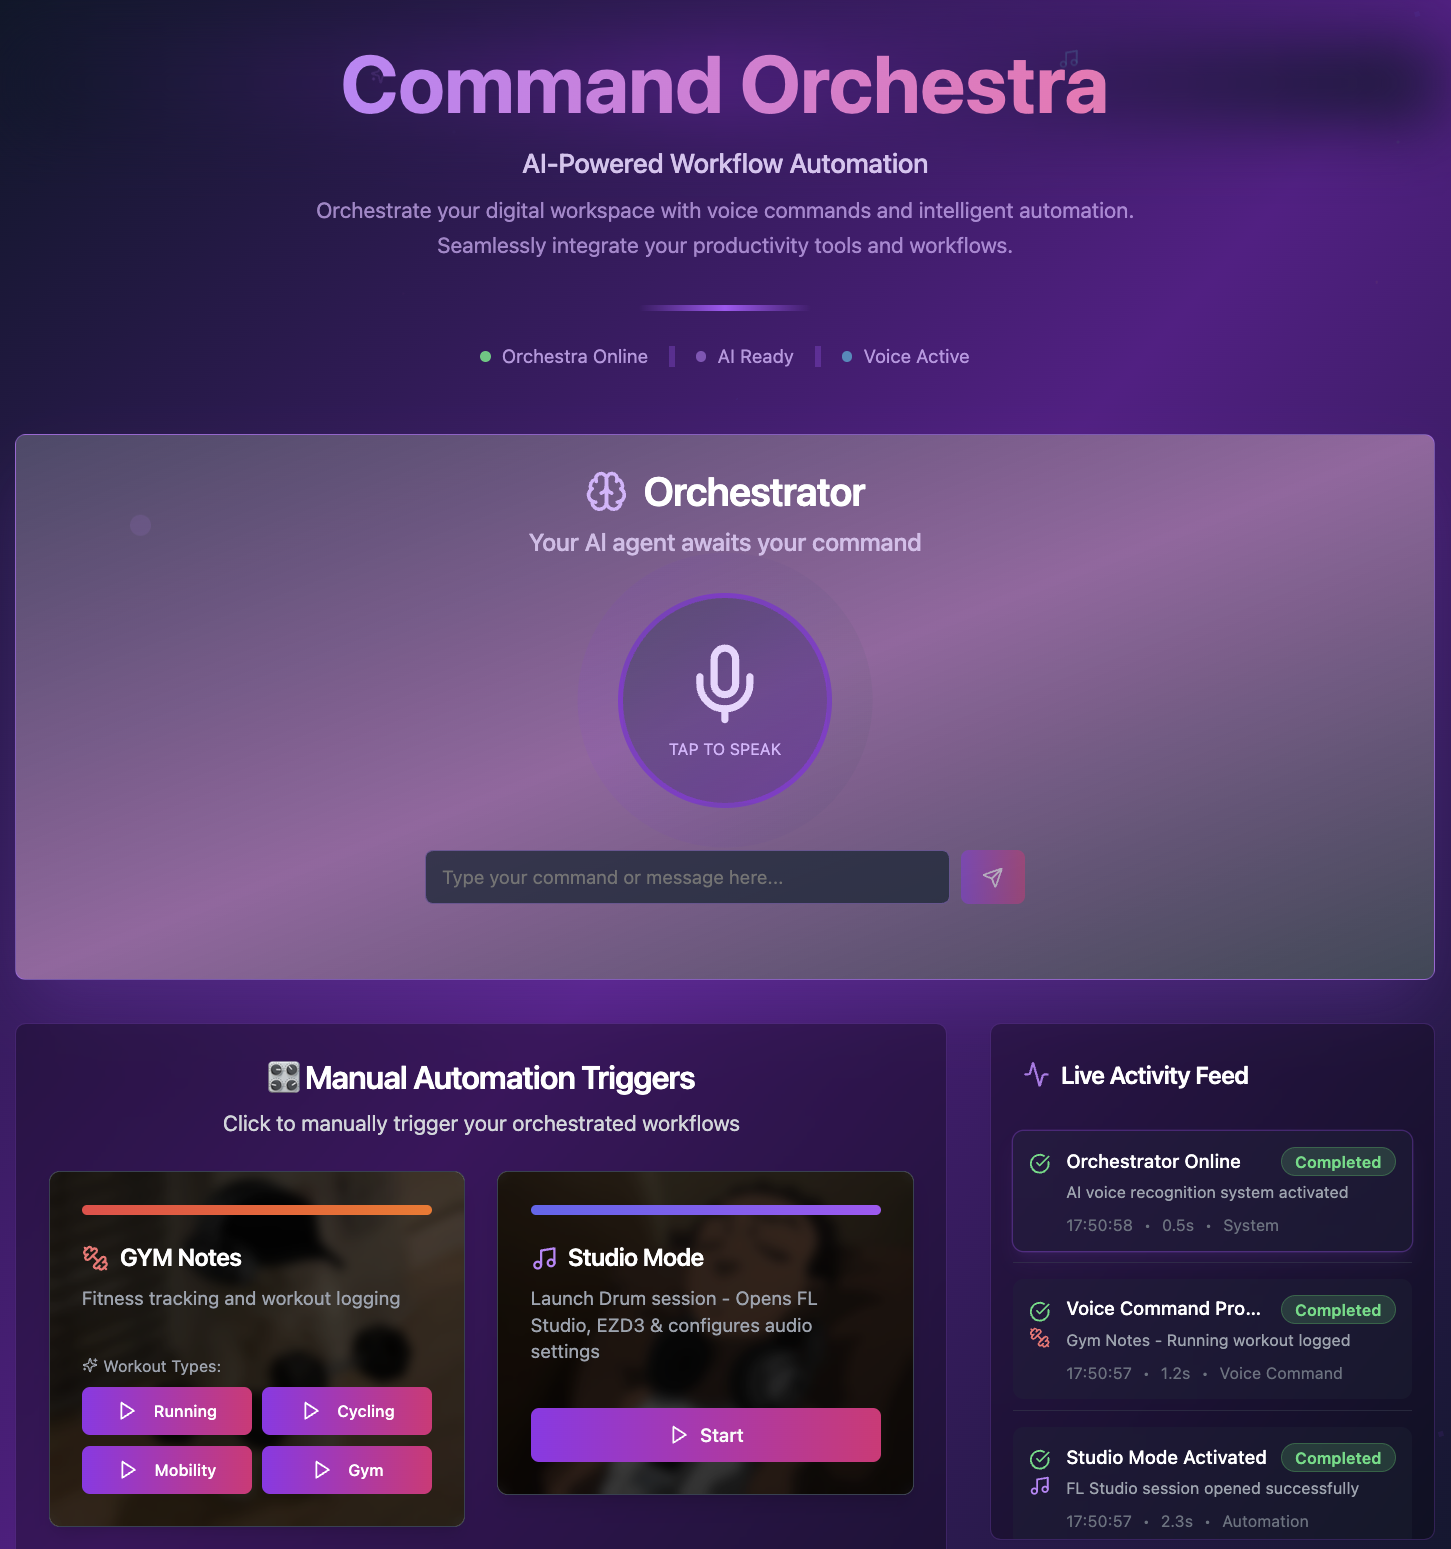 Command Orchestra
AI-Powered Workflow Automation
Orchestrate your digital workspace with voice commands and intelligent automation.
Seamlessly integrate your productivity tools and workflows.
Orchestra Online
AI Ready
Voice Active
Orchestrator
Your AI agent awaits your command
TAP TO SPEAK
Type your command or message here...
Manual Automation Triggers
Click to manually trigger your orchestrated workflows
GYM Notes
Fitness tracking and workout logging
Workout Types:
Running
Cycling
Mobility
Gym
Studio Mode
Launch Drum session - Opens FL
Studio, EZD3 & configures audio
settings
Start
Live Activity Feed
Orchestrator Online
Completed
AI voice recognition system activated
17:50:58 • 0.5s • System
Voice Command Pro...
Completed
Gym Notes - Running workout logged
17:50:57 • 1.2s • Voice Command
Studio Mode Activated
Completed
FL Studio session opened successfully
17:50:57 • 2.3s • Automation